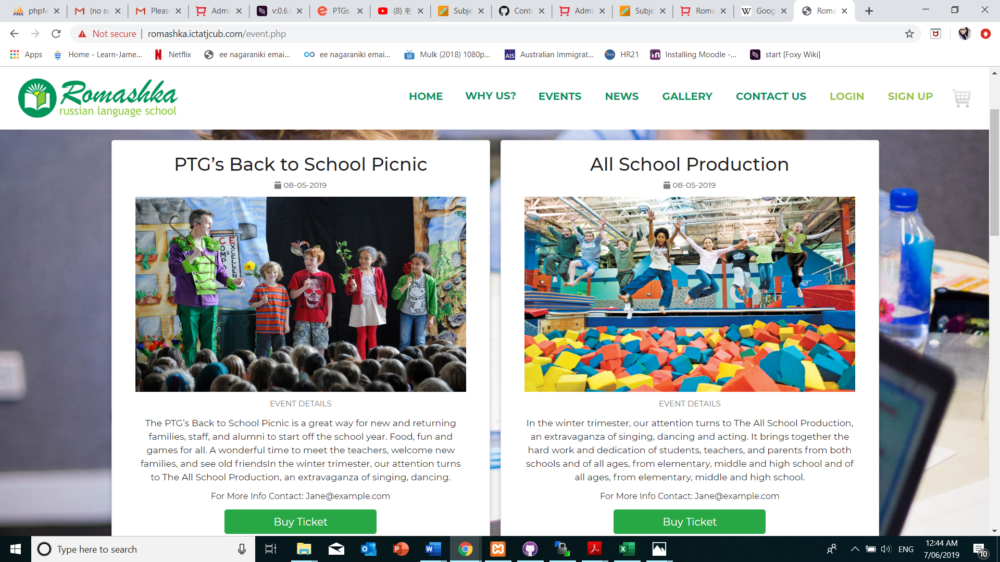 phpM
(no su
Pleas
Admi
v:0.6.
PTGs
(8) 老
Subje
Contr
Admi
Subje
Roma
W Goog
Roma
Not secure
romashka.ictatjcub.com/event.php
Apps
Home - Learn-Jame...
Netflix
ee nagaraniki emai...
ee nagaraniki emai...
VR
Mulk (2018) 1080p...
AIS
Australian Immigrat...
chris
HR21
Installing Moodle -...
start [Foxy Wiki]
Romashka
russian language school
HOME
WHY US?
EVENTS
NEWS
GALLERY
CONTACT US
LOGIN
SIGN UP
PTG’s Back to School Picnic
08-05-2019
EVENT DETAILS
The PTG’s Back to School Picnic is a great way for new and returning
families, staff, and alumni to start off the school year. Food, fun and
games for all. A wonderful time to meet the teachers, welcome new
families, and see old friendsIn the winter trimester, our attention turns
to The All School Production, an extravaganza of singing, dancing.
For More Info Contact: Jane@example.com
Buy Ticket
All School Production
08-05-2019
EVENT DETAILS
In the winter trimester, our attention turns to The All School Production,
an extravaganza of singing, dancing and acting. It brings together the
hard work and dedication of students, teachers, and parents from both
schools and of all ages, from elementary, middle and high school and of
all ages, from elementary, middle and high school.
For More Info Contact: Jane@example.com
Buy Ticket
Type here to search
ENG
12:44 AM
7/06/2019
10